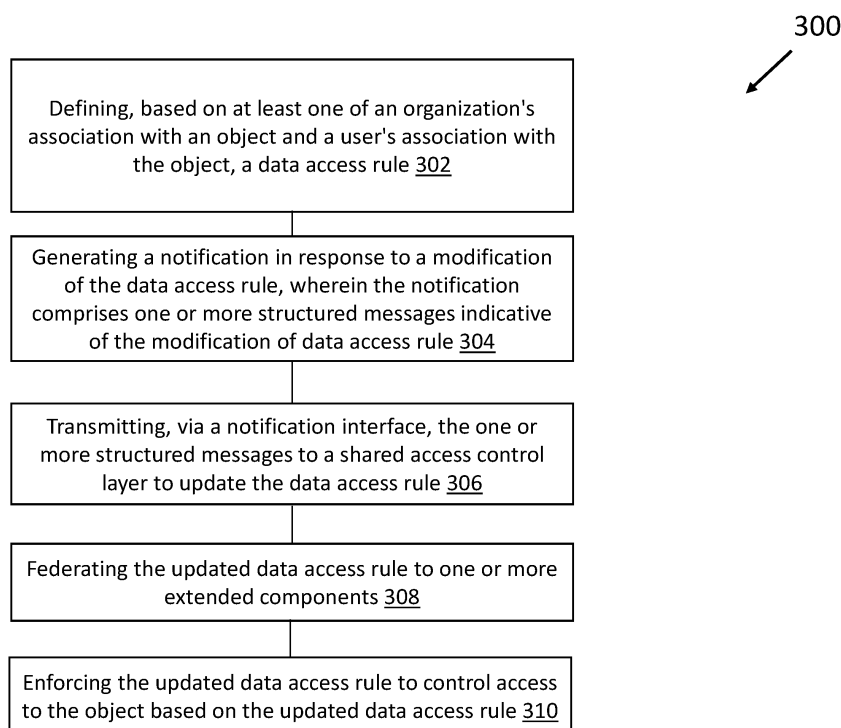 300
Defining, based on at least one of an organization's
association with an object and a user's association with
the object, a data access rule 302
Generating a notification in response to a modification
of the data access rule, wherein the notification
comprises one or more structured messages indicative
of the modification of data access rule 304
Transmitting, via a notification interface, the one or
more structured messages to a shared access control
layer to update the data access rule 306
Federating the updated data access rule to one or more
extended components 308
Enforcing the updated data access rule to control access
to the object based on the updated data access rule 310